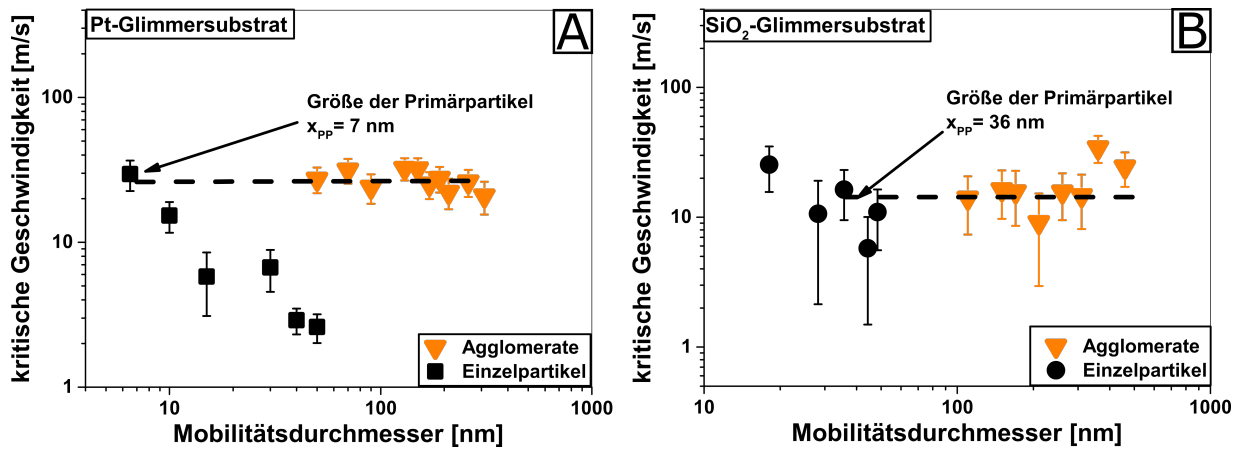 Pt-Glimmersubstrat
A
kritische Geschwindigkeit [m/s]
100
10
1
Größe der Primärpartikel
xPP= 7 nm
Agglomerate
Einzelpartikel
10
100
1000
Mobilitätsdurchmesser [nm]
SiO2-Glimmersubstrat
B
kritische Geschwindigkeit [m/s]
100
10
1
Größe der Primärpartikel
xPP= 36 nm
Agglomerate
Einzelpartikel
10
100
1000
Mobilitätsdurchmesser [nm]